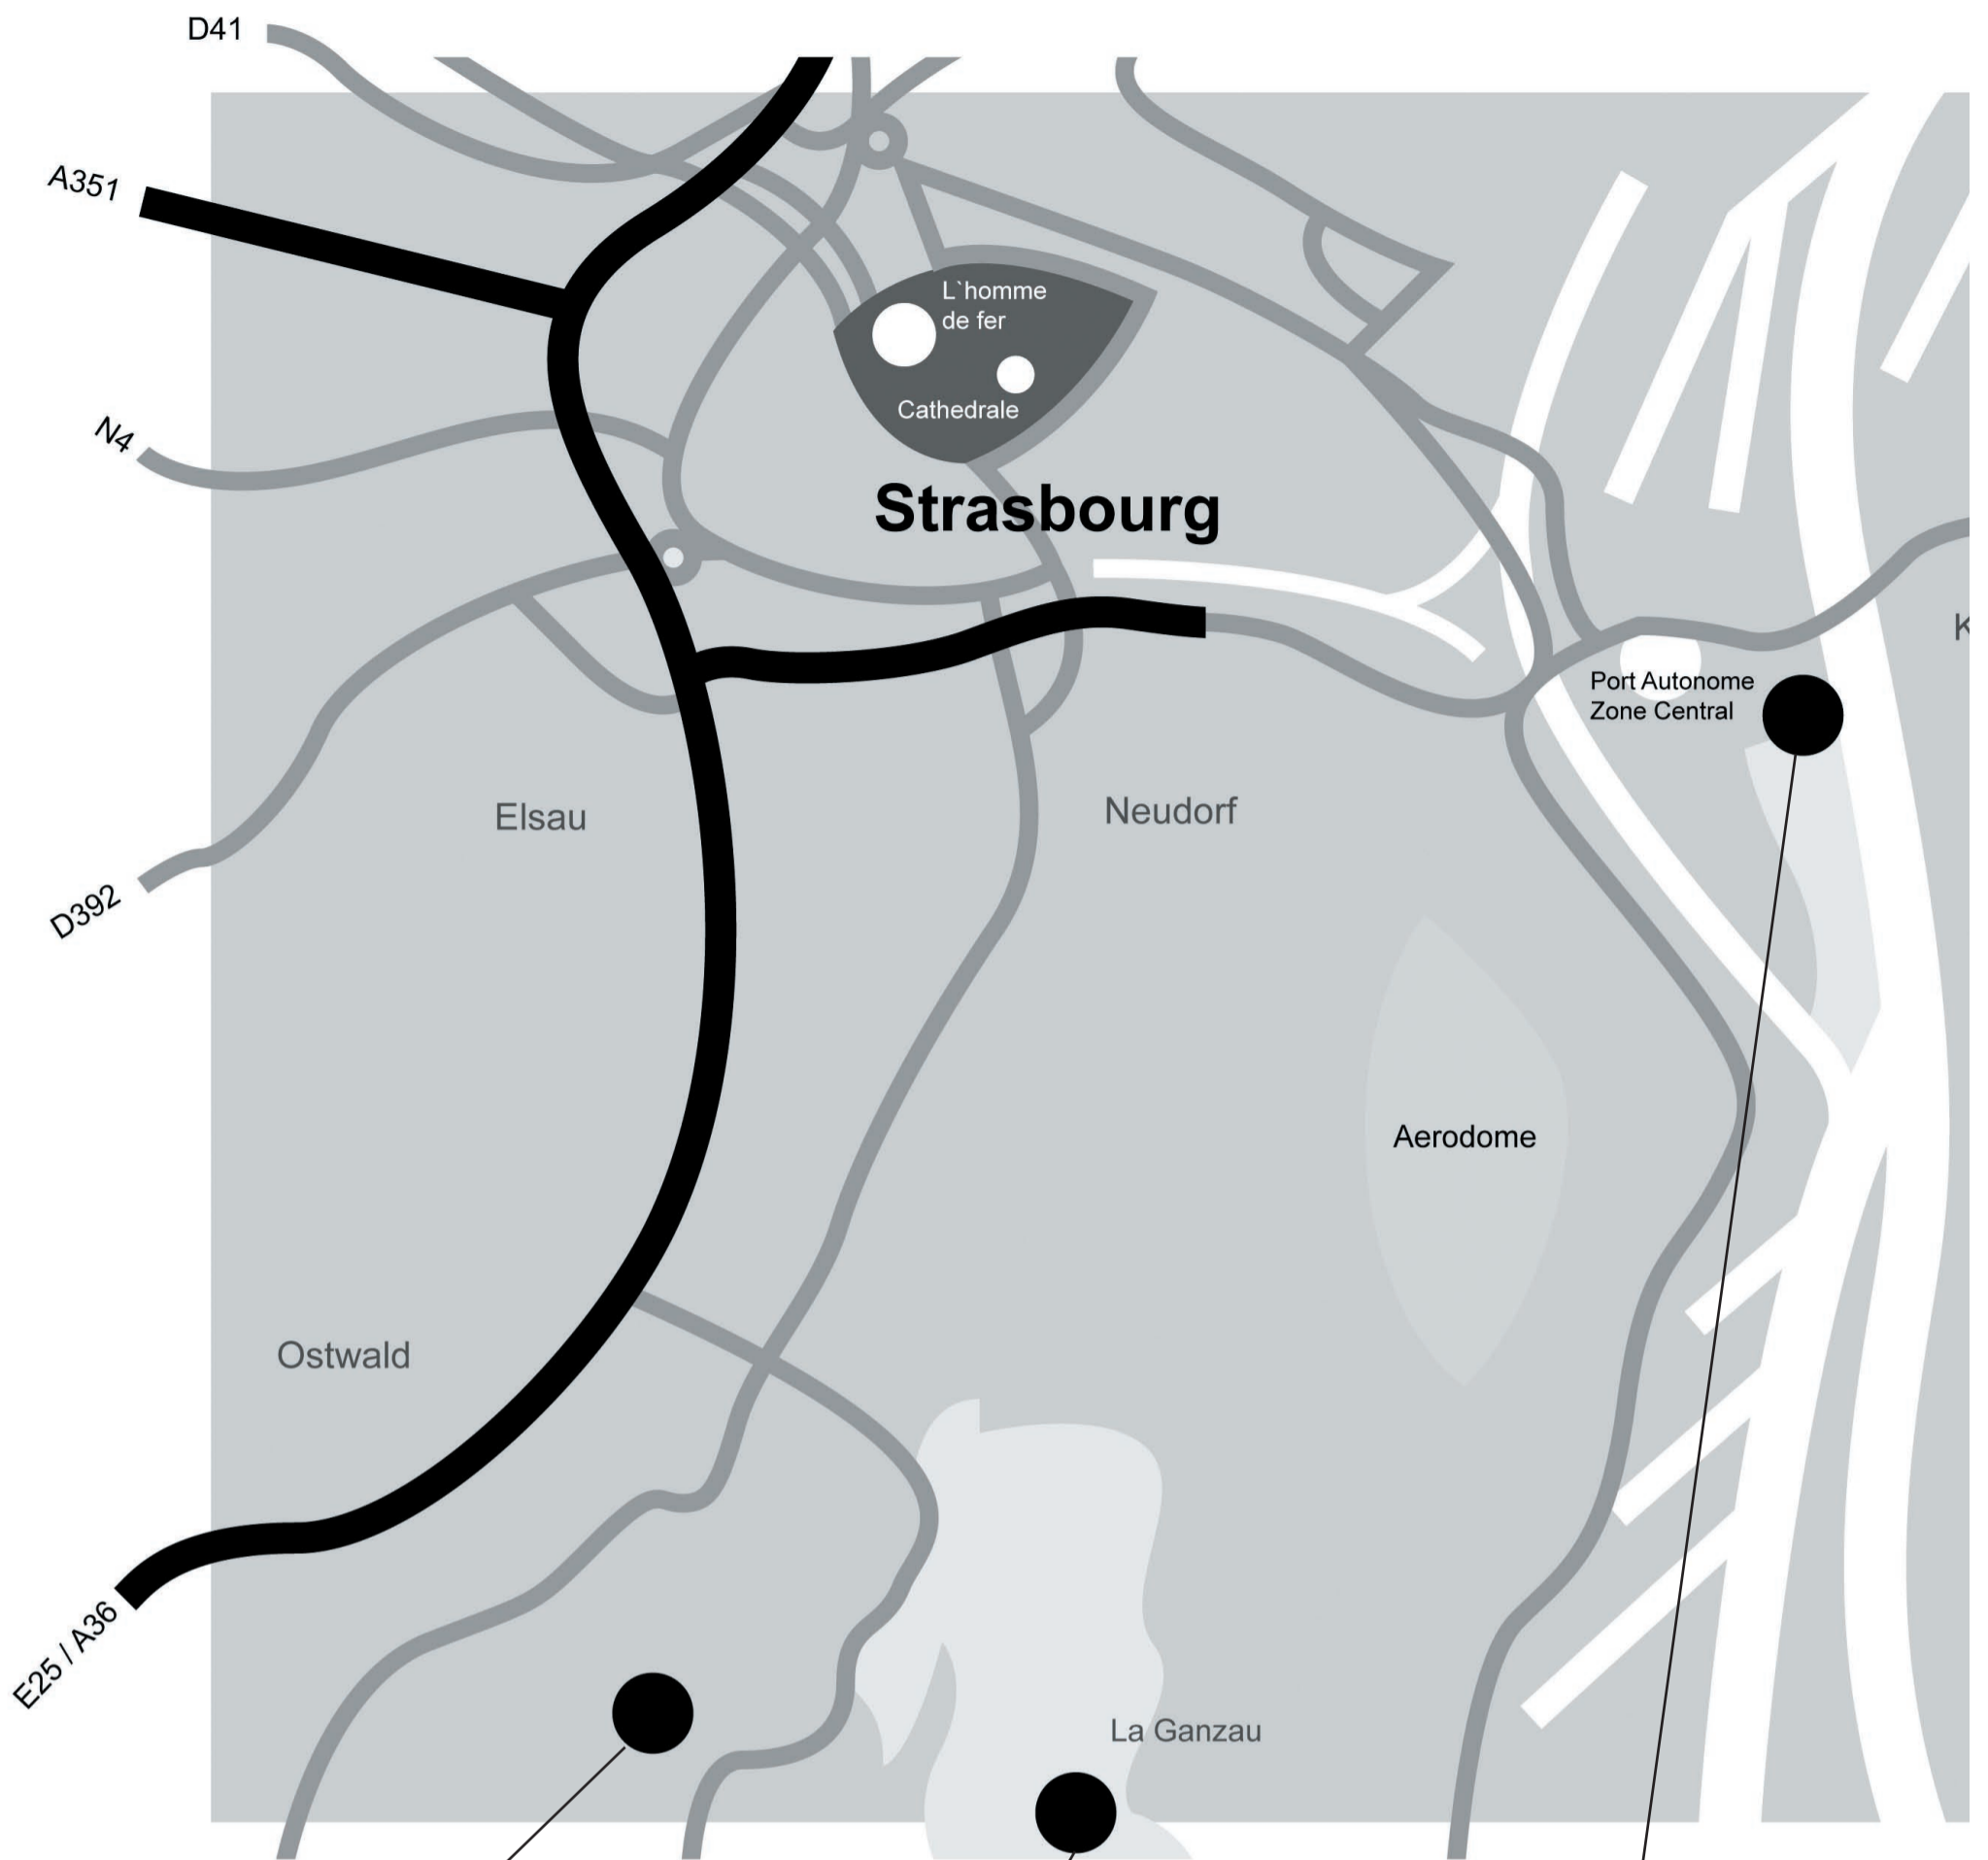 D41
A351
L`homme
de fer
Cathedrale
N4
Strasbourg
K
Port Autonome
Zone Central
Elsau
Neudorf
D392
Aerodome
Ostwald
E25 / A36
La Ganzau